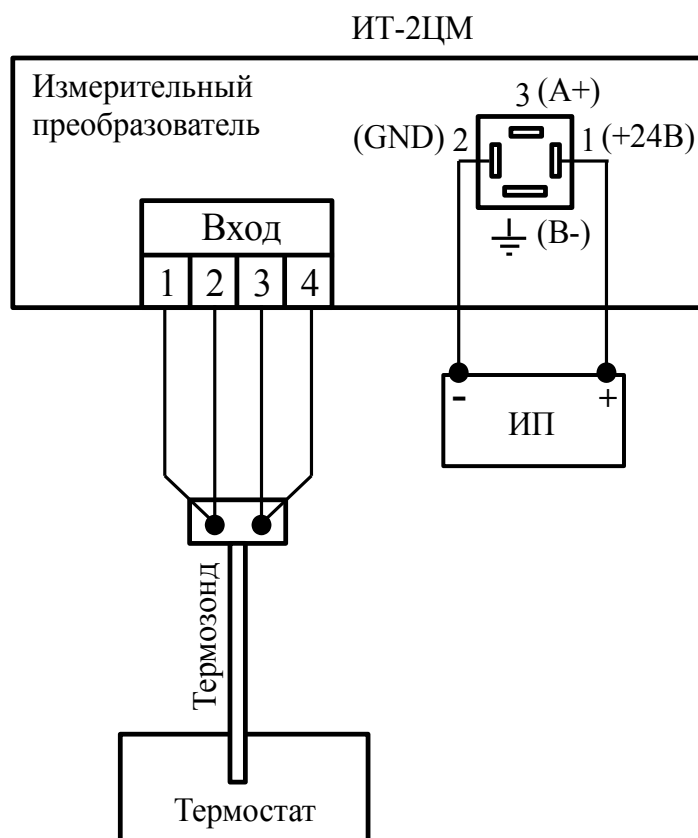 ИТ-2ЦМ
Измерительный
преобразователь
3 (А+)
(GND) 2
1 (+24В)
(В-)
Вход
1 2 3 4
- +
ИП
Термозонд
Термостат